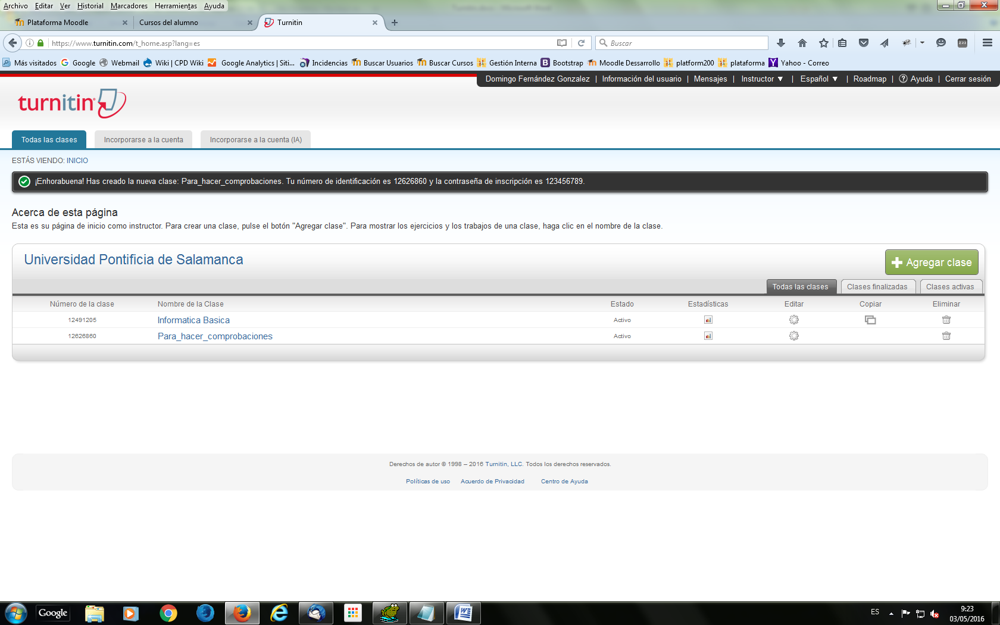 Archivo Editar Ver Historial Marcadores Herramientas Ayuda
Plataforma Moodle Cursos del alumno Turnitin
https://www.turnitin.com/t_home.asp?lang=es Buscar
Más visitados Google Webmail Wiki | CPD Wiki Google Analytics | Siti... Incidencias Buscar Usuarios Buscar Cursos Gestión Interna Bootstrap Moodle Dessarrollo platform200 plataforma Yahoo - Correo
Domingo Fernández Gonzalez | Información del usuario | Mensajes | Instructor ▼ | Español ▼ | Roadmap | ? Ayuda | Cerrar sesión
turnitin
Todas las clases Incorporarse a la cuenta Incorporarse a la cuenta (IA)
ESTÁS VIENDO: INICIO
¡Enhorabuena! Has creado la nueva clase: Para_hacer_comprobaciones. Tu número de identificación es 12626860 y la contraseña de inscripción es 123456789.
Acerca de esta página
Esta es su página de inicio como instructor. Para crear una clase, pulse el botón "Agregar clase". Para mostrar los ejercicios y los trabajos de una clase, haga clic en el nombre de la clase.
Universidad Pontificia de Salamanca
Agregar clase
Todas las clases Clases finalizadas Clases activas
Número de la clase Nombre de la Clase Estado Estadísticas Editar Copiar Eliminar
12491205 Informatica Basica Activo
12626860 Para_hacer_comprobaciones Activo
Derechos de autor © 1998 – 2016 Turnitin, LLC. Todos los derechos reservados.
Políticas de uso Acuerdo de Privacidad Centro de Ayuda
Google
ES
9:23
03/05/2016